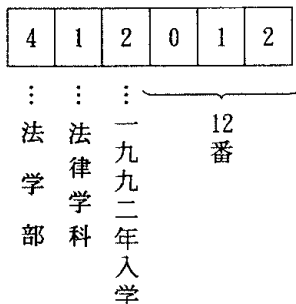 4 1 2 0 1 2
… 法学部
… 法律学科
… 一九九二年入学
12番